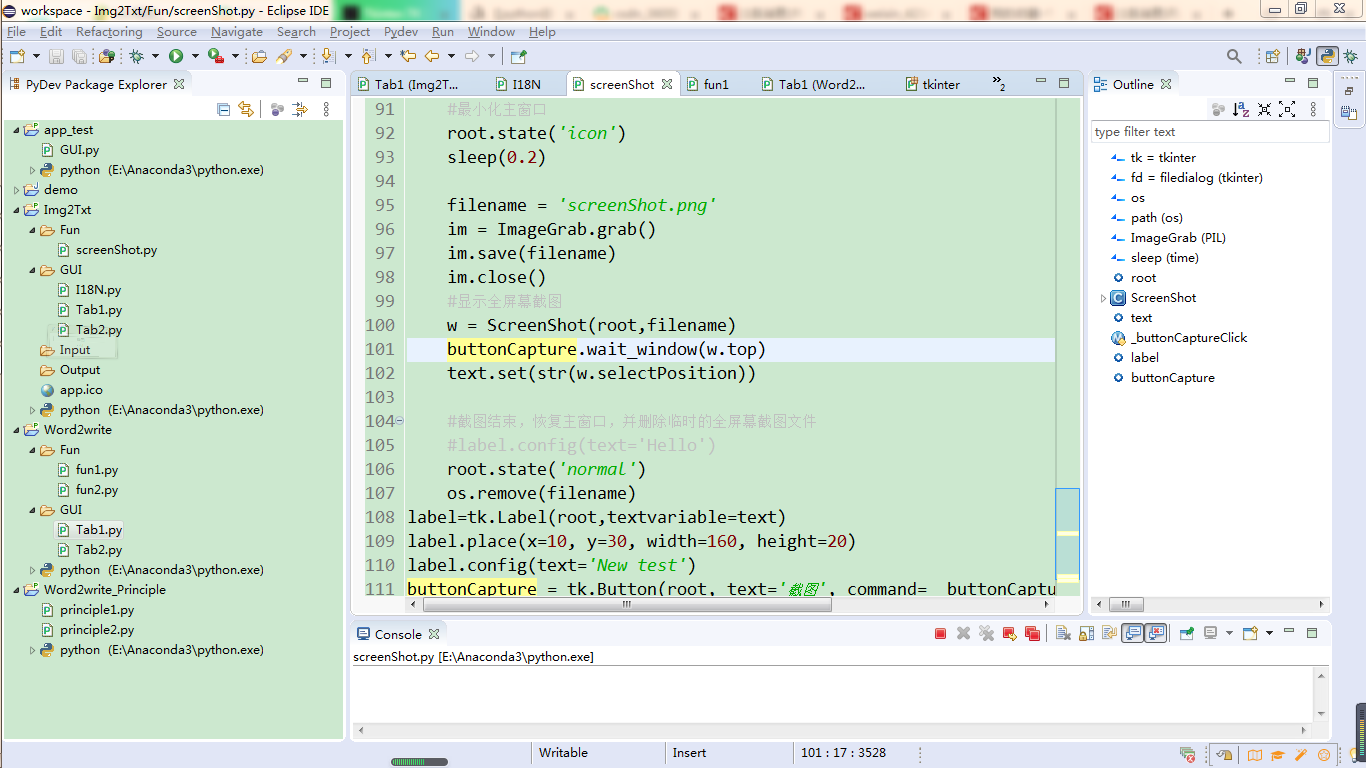 workspace - Img2Txt/Fun/screenShot.py - Eclipse IDE
File Edit Refactoring Source Navigate Search Project Pydev Run Window Help
PyDev Package Explorer
app_test
GUI.py
python (E:\Anaconda3\python.exe)
demo
Img2Txt
Fun
screenShot.py
GUI
I18N.py
Tab1.py
Tab2.py
Input
Output
app.ico
python (E:\Anaconda3\python.exe)
Word2write
Fun
fun1.py
fun2.py
GUI
Tab1.py
Tab2.py
python (E:\Anaconda3\python.exe)
Word2write_Principle
principle1.py
principle2.py
python (E:\Anaconda3\python.exe)
Tab1 (Img2T... I18N screenShot fun1 Tab1 (Word2... tkinter »2
91 #最小化主窗口
92 root.state('icon')
93 sleep(0.2)
94
95 filename = 'screenShot.png'
96 im = ImageGrab.grab()
97 im.save(filename)
98 im.close()
99 #显示全屏幕截图
100 w = ScreenShot(root,filename)
101 buttonCapture.wait_window(w.top)
102 text.set(str(w.selectPosition))
103
104 #截图结束，恢复主窗口，并删除临时的全屏幕截图文件
105 #label.config(text='Hello')
106 root.state('normal')
107 os.remove(filename)
108 label=tk.Label(root,textvariable=text)
109 label.place(x=10, y=30, width=160, height=20)
110 label.config(text='New test')
111 buttonCapture = tk.Button(root, text='截图', command=_buttonCaptu
Outline
type filter text
tk = tkinter
fd = filedialog (tkinter)
os
path (os)
ImageGrab (PIL)
sleep (time)
root
ScreenShot
text
_buttonCaptureClick
label
buttonCapture
Console
screenShot.py [E:\Anaconda3\python.exe]
Writable Insert 101 : 17 : 3528